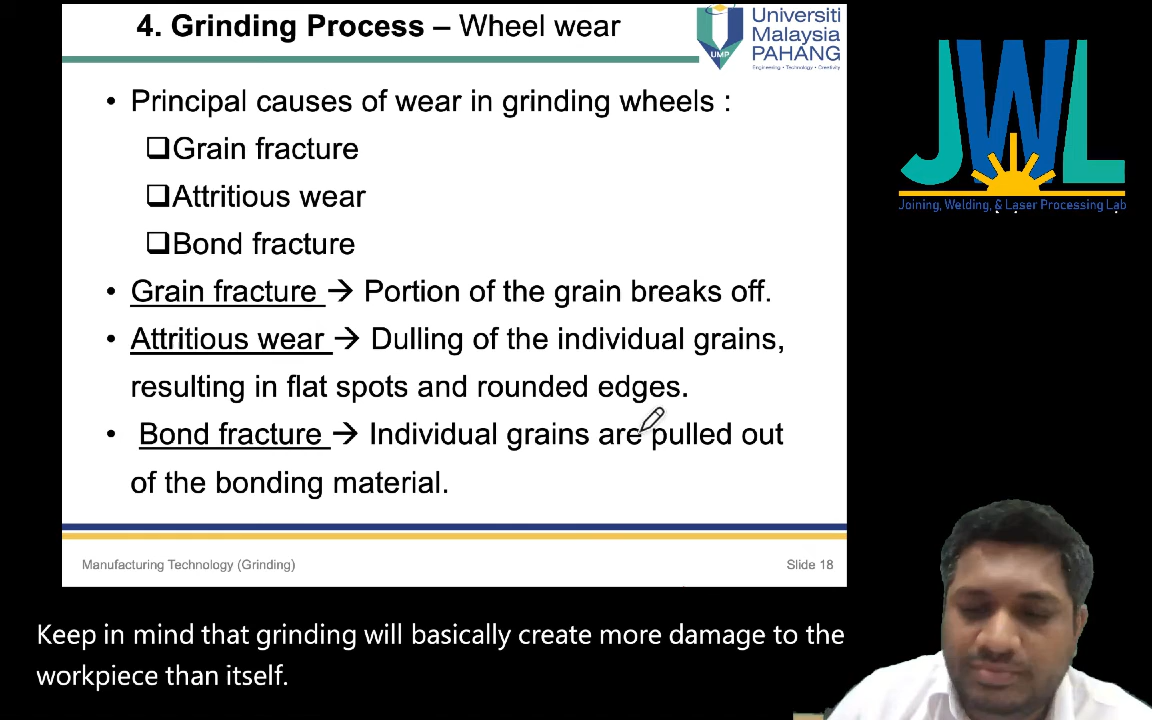 4. Grinding Process – Wheel wear
Universiti
Malaysia
PAHANG
UMP
Engineering • Technology • Creativity
• Principal causes of wear in grinding wheels :
❑Grain fracture
❑Attritious wear
❑Bond fracture
• Grain fracture → Portion of the grain breaks off.
• Attritious wear → Dulling of the individual grains,
resulting in flat spots and rounded edges.
• Bond fracture → Individual grains are pulled out
of the bonding material.
Manufacturing Technology (Grinding)
Slide 18
JWL
Joining, Welding, & Laser Processing Lab
Keep in mind that grinding will basically create more damage to the
workpiece than itself.